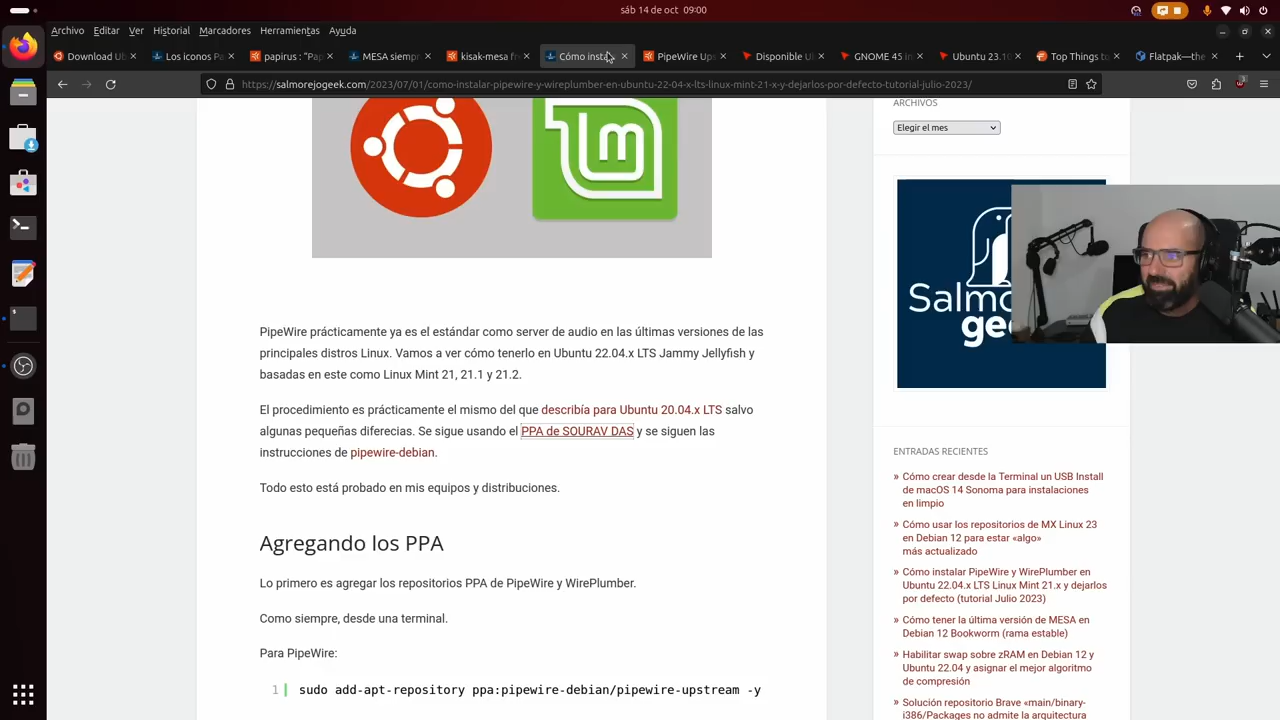 sáb 14 de oct 09:00
Archivo Editar Ver Historial Marcadores Herramientas Ayuda
Download Ub Los iconos Pa papirus : "Pap MESA siempr kisak-mesa fre Cómo insta PipeWire Ups Disponible Ul GNOME 45 in Ubuntu 23.10 Top Things to Flatpak—the
https://salmorejogeek.com/2023/07/01/como-instalar-pipewire-y-wireplumber-en-ubuntu-22-04-x-lts-linux-mint-21-x-y-dejarlos-por-defecto-tutorial-julio-2023/
PipeWire prácticamente ya es el estándar como server de audio en las últimas versiones de las
principales distros Linux. Vamos a ver cómo tenerlo en Ubuntu 22.04.x LTS Jammy Jellyfish y
basadas en este como Linux Mint 21, 21.1 y 21.2.
El procedimiento es prácticamente el mismo del que describía para Ubuntu 20.04.x LTS salvo
algunas pequeñas diferecias. Se sigue usando el PPA de SOURAV DAS y se siguen las
instrucciones de pipewire-debian.
Todo esto está probado en mis equipos y distribuciones.
Agregando los PPA
Lo primero es agregar los repositorios PPA de PipeWire y WirePlumber.
Como siempre, desde una terminal.
Para PipeWire:
1 sudo add-apt-repository ppa:pipewire-debian/pipewire-upstream -y
ARCHIVOS
Elegir el mes
Salmo
ge
ENTRADAS RECIENTES
» Cómo crear desde la Terminal un USB Install
de macOS 14 Sonoma para instalaciones
en limpio
» Cómo usar los repositorios de MX Linux 23
en Debian 12 para estar «algo»
más actualizado
» Cómo instalar PipeWire y WirePlumber en
Ubuntu 22.04.x LTS Linux Mint 21.x y dejarlos
por defecto (tutorial Julio 2023)
» Cómo tener la última versión de MESA en
Debian 12 Bookworm (rama estable)
» Habilitar swap sobre zRAM en Debian 12 y
Ubuntu 22.04 y asignar el mejor algoritmo
de compresión
» Solución repositorio Brave «main/binary-
i386/Packages no admite la arquitectura